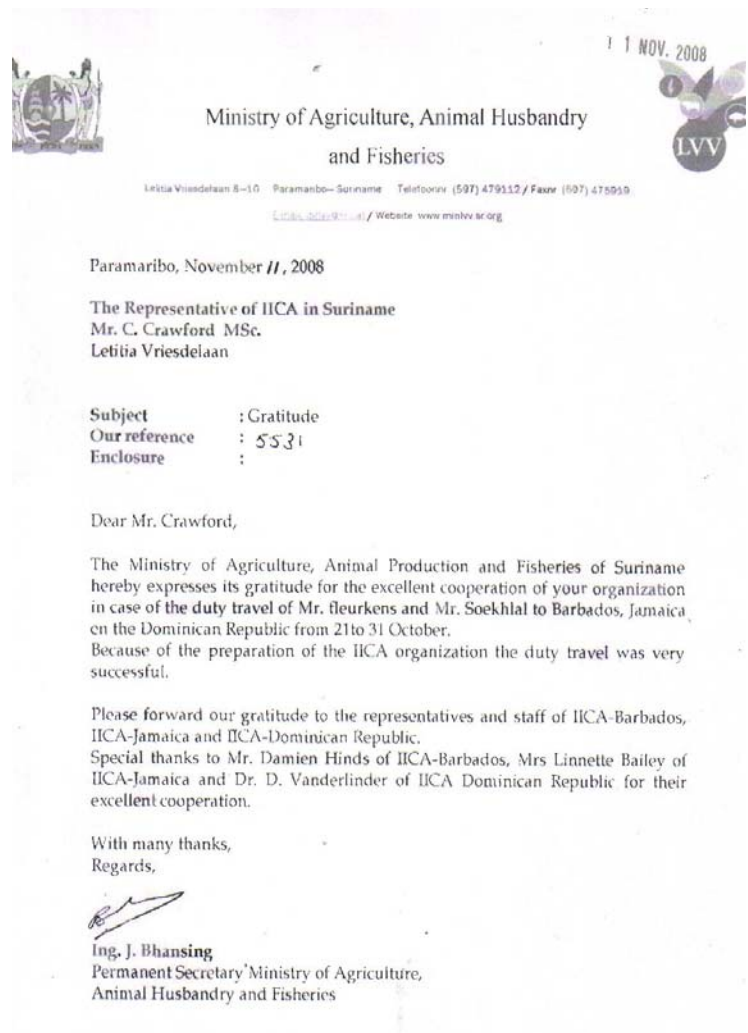 1 1 NOV. 2008
LVV
Ministry of Agriculture, Animal Husbandry
and Fisheries
Letitia Vriesdelaan 8-10 Paramaribo- Suriname Telefoonnr (597) 479112 / Faxnr (597) 475919
/ Website www.minlvv.sr.org
Paramaribo, November 11, 2008
The Representative of IICA in Suriname
Mr. C. Crawford MSc.
Letitia Vriesdelaan
Subject : Gratitude
Our reference : 5531
Enclosure :
Dear Mr. Crawford,
The Ministry of Agriculture, Animal Production and Fisheries of Suriname
hereby expresses its gratitude for the excellent cooperation of your organization
in case of the duty travel of Mr. fleurkens and Mr. Soekhlal to Barbados, Jamaica
en the Dominican Republic from 21to 31 October.
Because of the preparation of the IICA organization the duty travel was very
successful.
Please forward our gratitude to the representatives and staff of IICA-Barbados,
IICA-Jamaica and IICA-Dominican Republic.
Special thanks to Mr. Damien Hinds of IICA-Barbados, Mrs Linnette Bailey of
IICA-Jamaica and Dr. D. Vanderlinder of IICA Dominican Republic for their
excellent cooperation.
With many thanks,
Regards,
Ing. J. Bhansing
Permanent Secretary Ministry of Agriculture,
Animal Husbandry and Fisheries